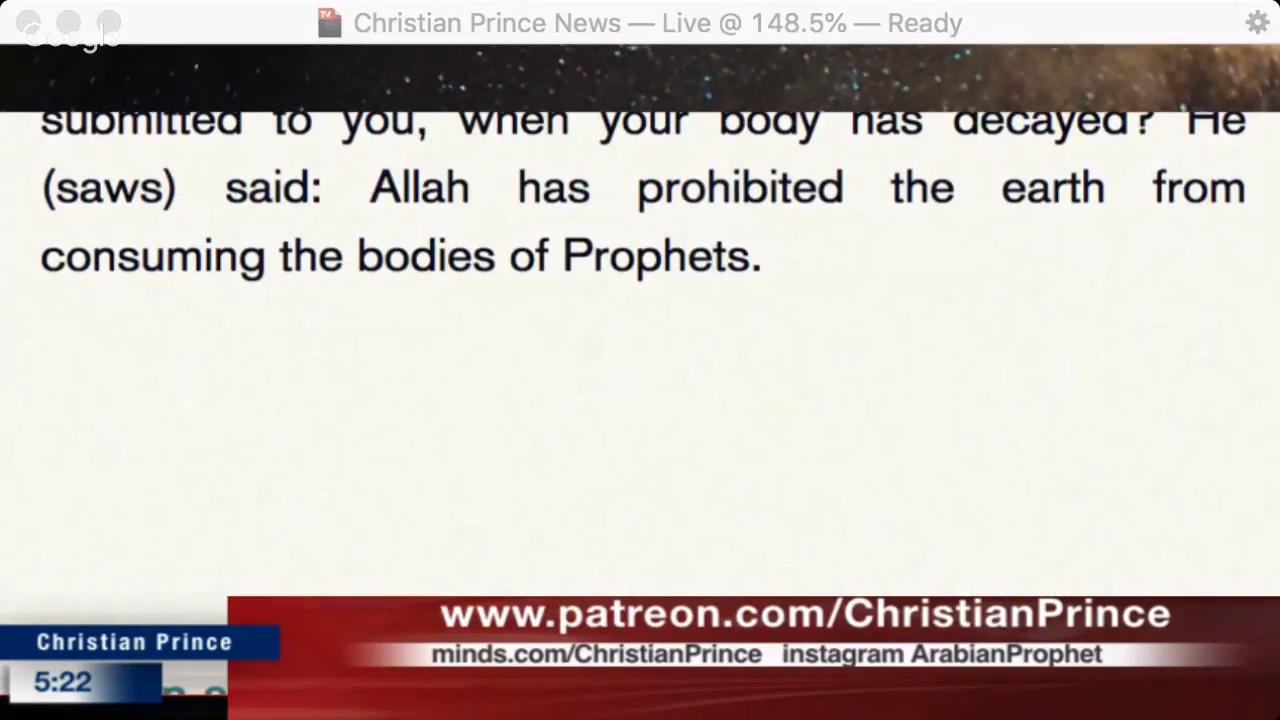 Christian Prince News — Live @ 148.5% — Ready
Google
TV
submitted to you, when your body has decayed? He
(saws) said: Allah has prohibited the earth from
consuming the bodies of Prophets.
www.patreon.com/ChristianPrince
Christian Prince
minds.com/ChristianPrince instagram ArabianProphet
5:22